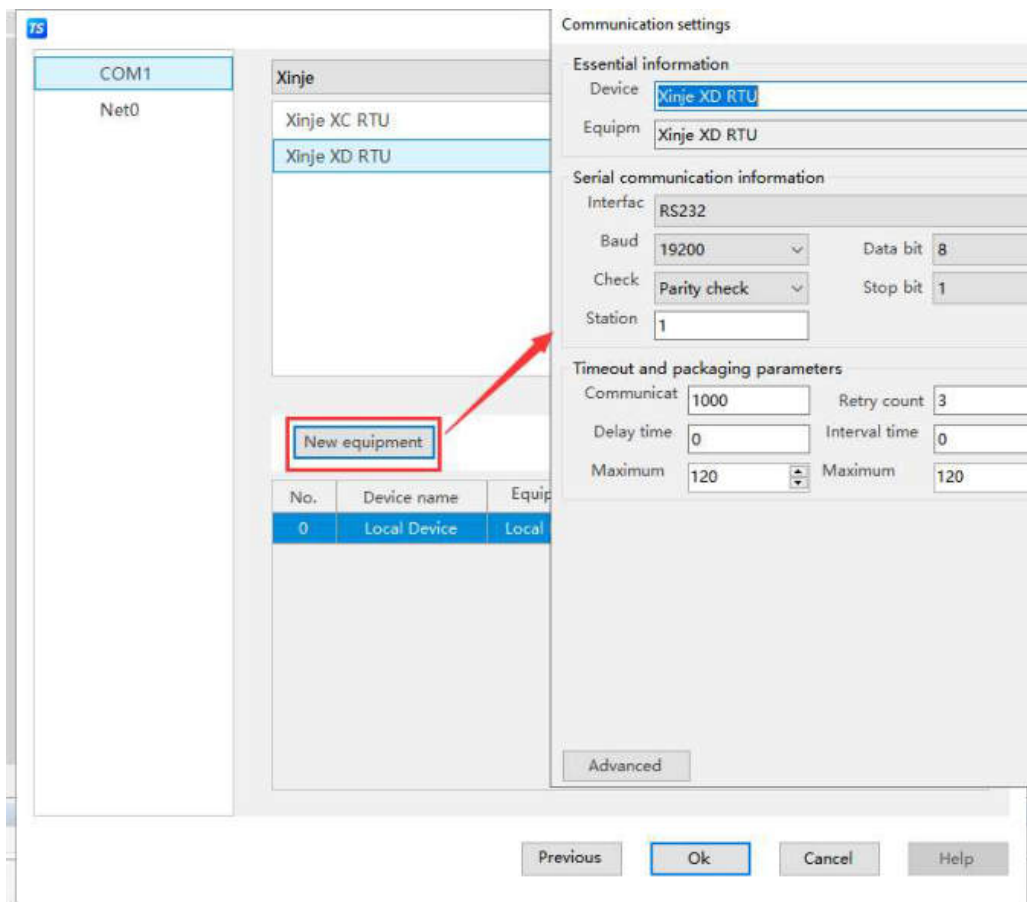 TS
COM1
Net0
Xinje
Xinje XC RTU
Xinje XD RTU
New equipment
No. Device name Equip
0 Local Device Local
Communication settings
Essential information
Device Xinje XD RTU
Equipm Xinje XD RTU
Serial communication information
Interfac RS232
Baud 19200 Data bit 8
Check Parity check Stop bit 1
Station 1
Timeout and packaging parameters
Communicat 1000 Retry count 3
Delay time 0 Interval time 0
Maximum 120 Maximum 120
Advanced
Previous Ok Cancel Help